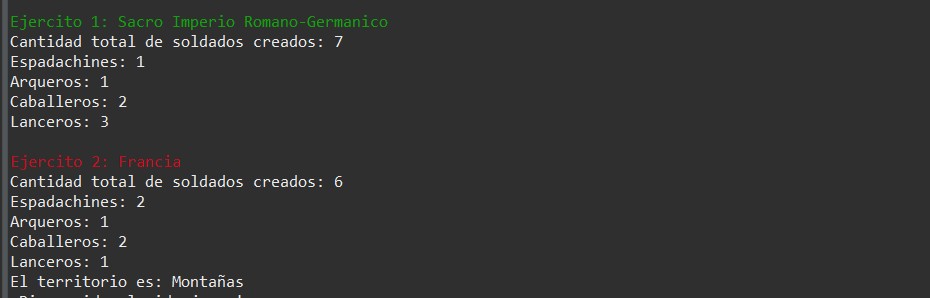 Ejercito 1: Sacro Imperio Romano-Germanico
Cantidad total de soldados creados: 7
Espadachines: 1
Arqueros: 1
Caballeros: 2
Lanceros: 3
Ejercito 2: Francia
Cantidad total de soldados creados: 6
Espadachines: 2
Arqueros: 1
Caballeros: 2
Lanceros: 1
El territorio es: Montañas